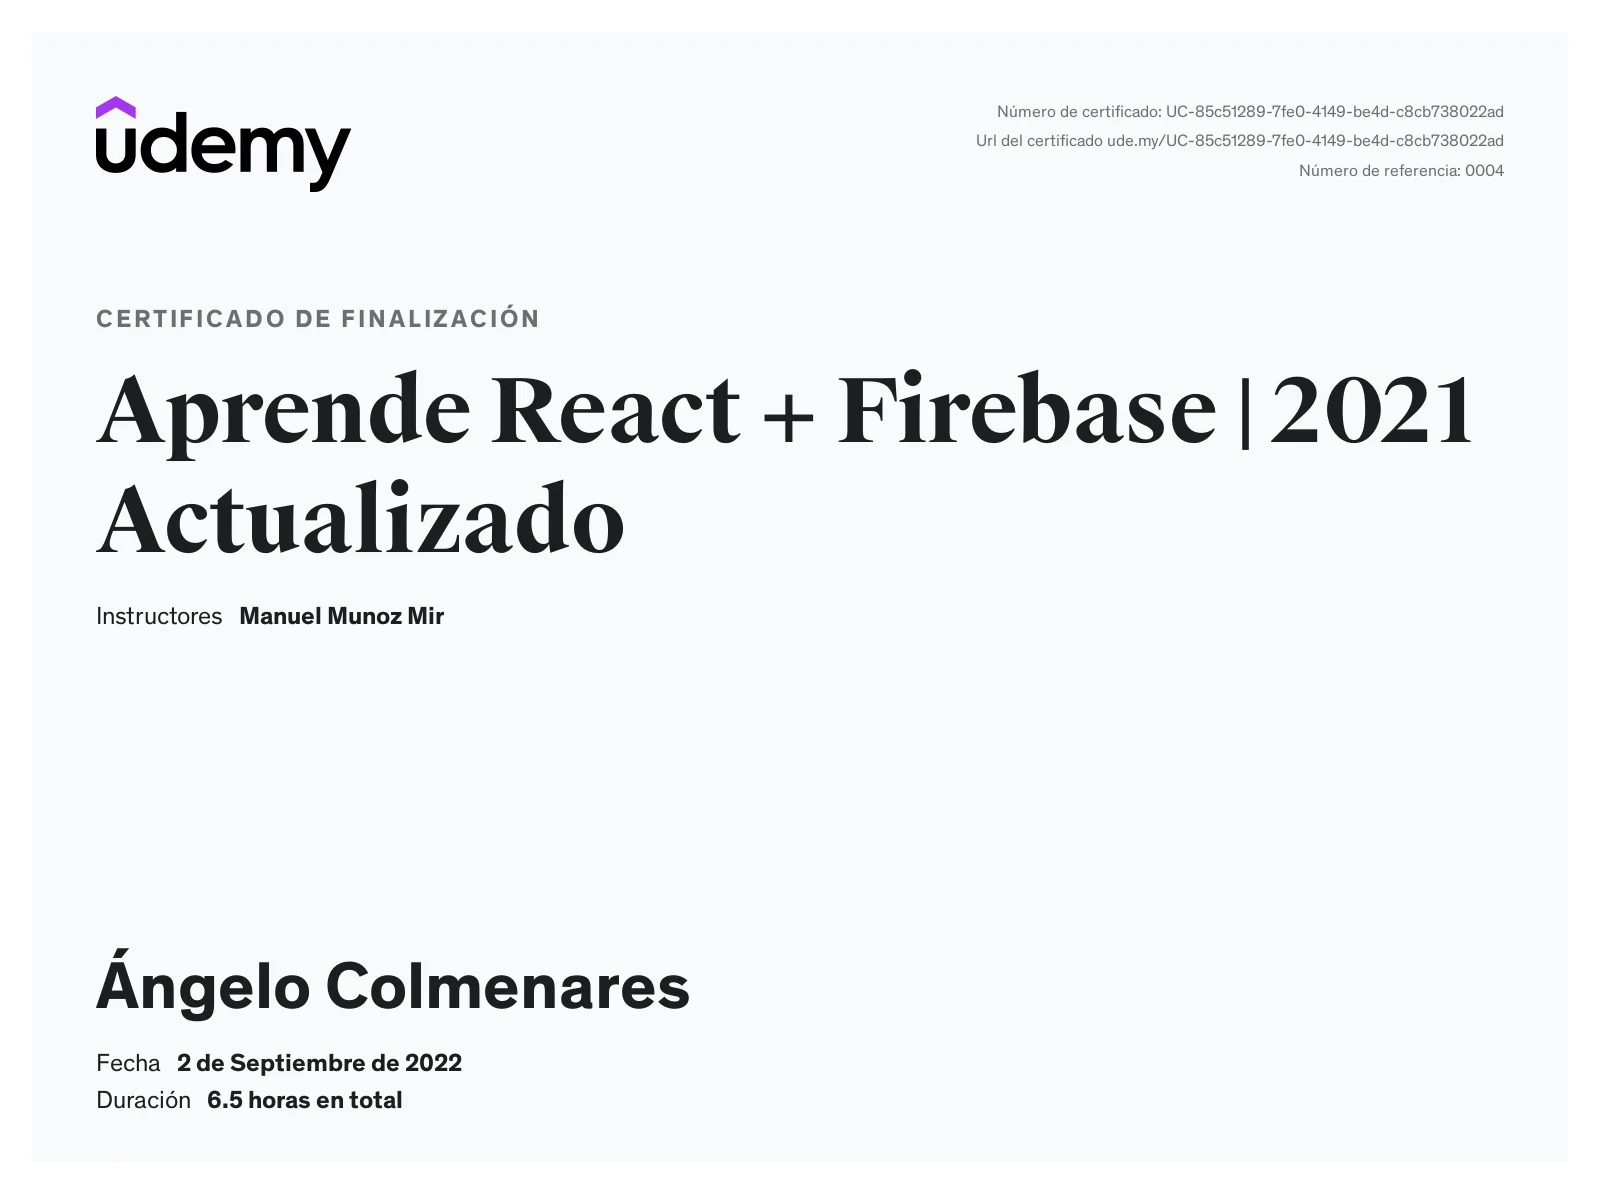 udemy
Número de certificado: UC-85c51289-7fe0-4149-be4d-c8cb738022ad
Url del certificado ude.my/UC-85c51289-7fe0-4149-be4d-c8cb738022ad
Número de referencia: 0004
CERTIFICADO DE FINALIZACIÓN
Aprende React + Firebase | 2021
Actualizado
Instructores Manuel Munoz Mir
Ángelo Colmenares
Fecha 2 de Septiembre de 2022
Duración 6.5 horas en total